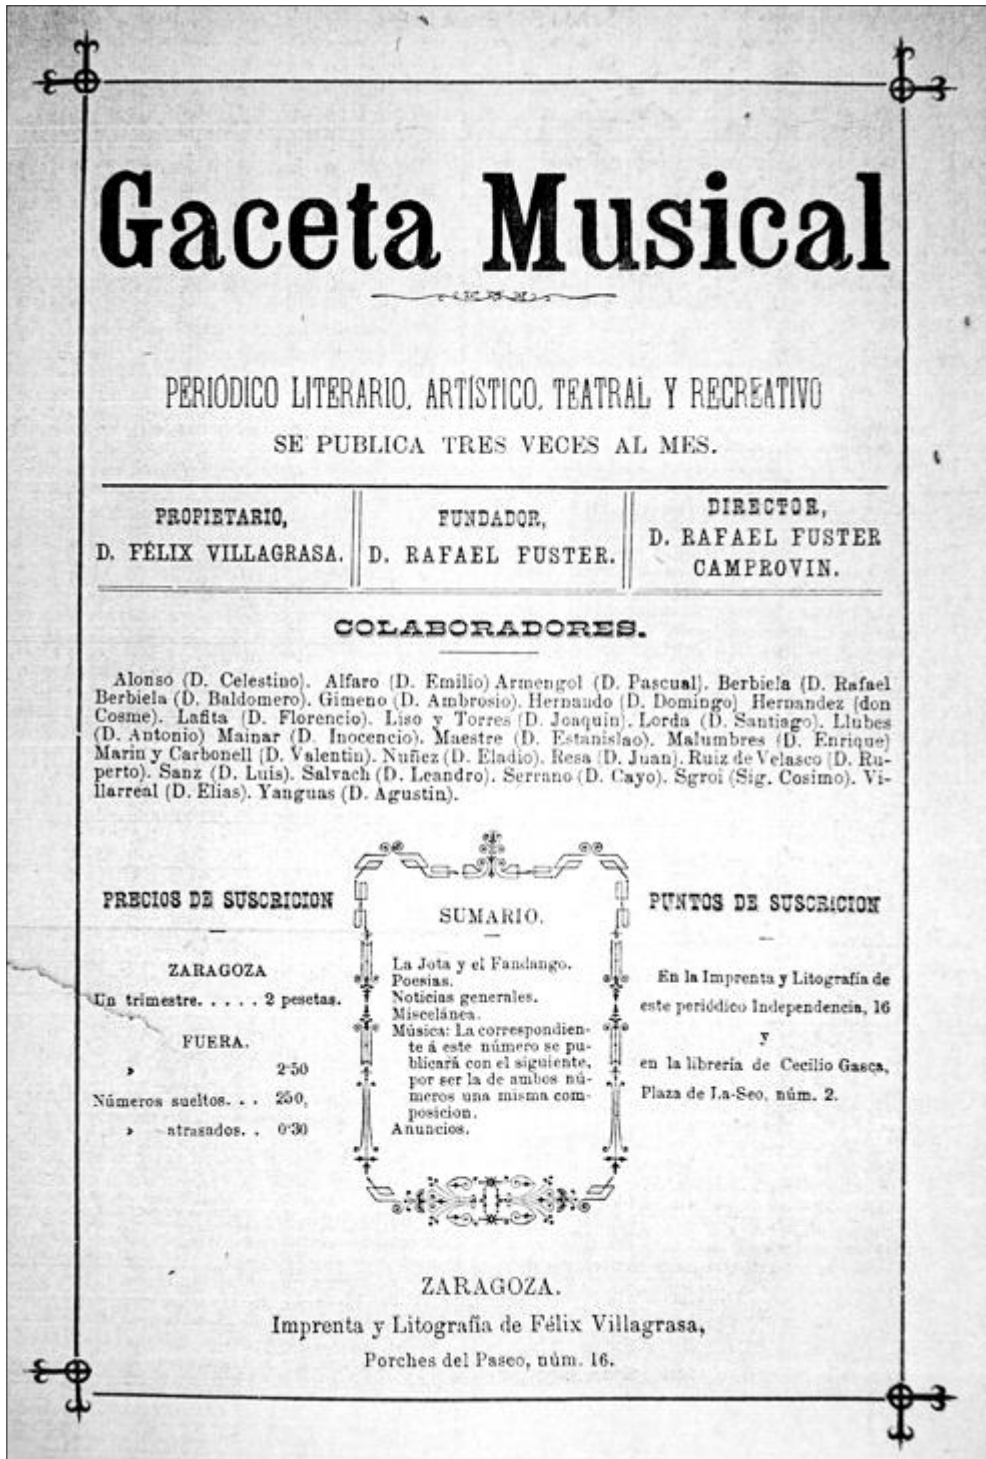 Gaceta Musical
PERIÓDICO LITERARIO, ARTÍSTICO, TEATRAL Y RECREATIVO
SE PUBLICA TRES VECES AL MES.
PROPIETARIO,
D. FÉLIX VILLAGRASA.
FUNDADOR,
D. RAFAEL FUSTER.
DIRECTOR,
D. RAFAEL FUSTER
CAMPROVIN.
COLABORADORES.
Alonso (D. Celestino). Alfaro (D. Emilio) Armengol (D. Pascual). Berbiela (D. Rafael
Berbiela (D. Baldomero). Gimeno (D. Ambrosio). Hernando (D. Domingo) Hernandez (don
Cosme). Lafita (D. Florencio). Liso y Torres (D. Joaquin). Lorda (D. Santiago). Llubes
(D. Antonio) Mainar (D. Inocencio). Maestre (D. Estanislao). Malumbres (D. Enrique)
Marin y Carbonell (D. Valentin). Nuñez (D. Eladio). Resa (D. Juan). Ruiz de Velasco (D. Ru-
perto). Sanz (D. Luis). Salvach (D. Leandro). Serrano (D. Cayo). Sgroi (Sig. Cosimo). Vi-
llarreal (D. Elias). Yanguas (D. Agustin).
PRECIOS DE SUSCRICION
ZARAGOZA
Un trimestre. . . . . 2 pesetas.
FUERA.
» 2'50
Números sueltos. . . 250,
» atrasados. . 0'30
SUMARIO.
La Jota y el Fandango.
Poesias.
Noticias generales.
Miscelánea.
Música: La correspondien-
te á este número se pu-
blicará con el siguiente,
por ser la de ambos nú-
meros una misma com-
posicion.
Anuncios.
PUNTOS DE SUSCRICION
En la Imprenta y Litografía de
este periódico Independencia, 16
y
en la librería de Cecilio Gasca,
Plaza de La-Seo, núm. 2.
ZARAGOZA.
Imprenta y Litografía de Félix Villagrasa,
Porches del Paseo, núm. 16.